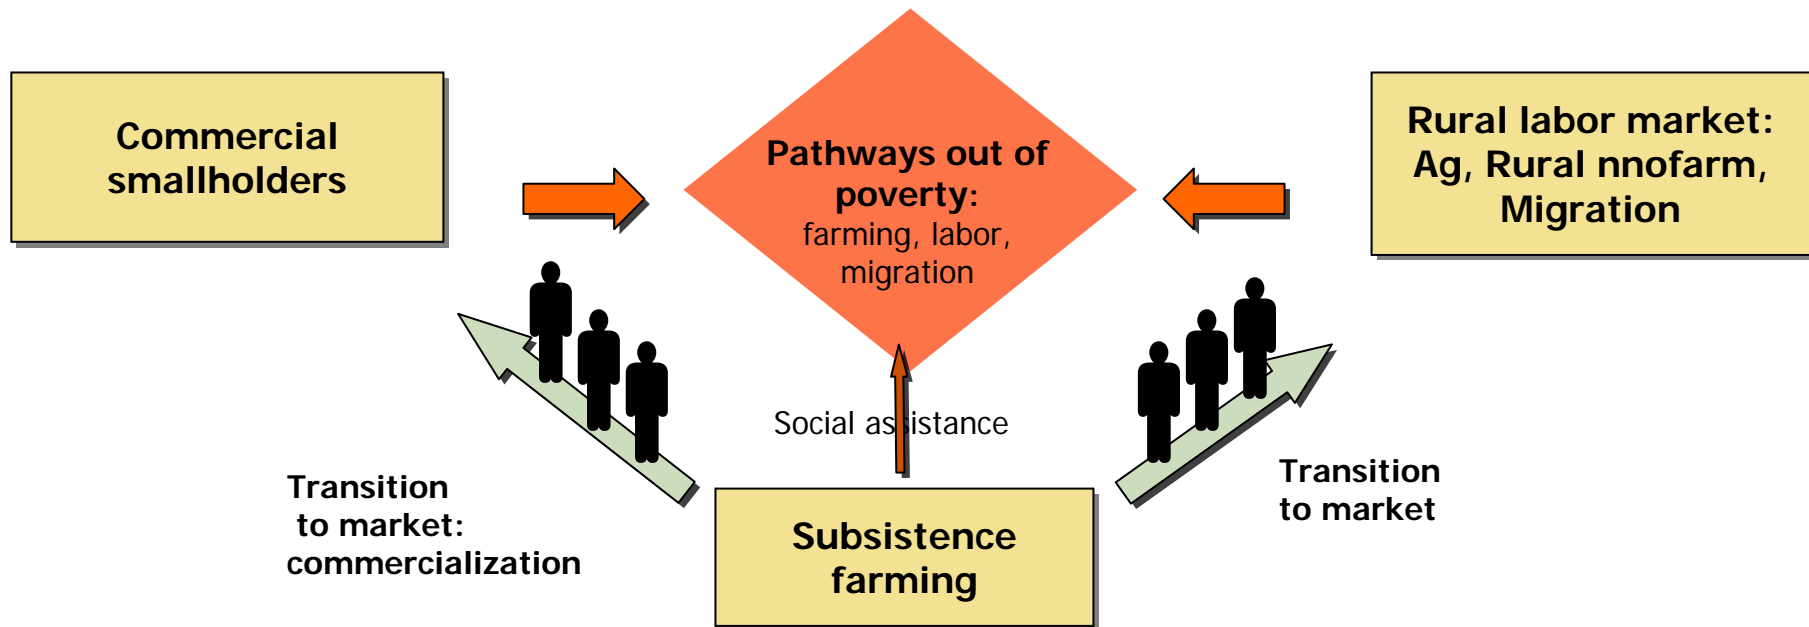 Commercial
smallholders
Pathways out of
poverty:
farming, labor,
migration
Rural labor market:
Ag, Rural nnofarm,
Migration
Social assistance
Transition
to market:
commercialization
Subsistence
farming
Transition
to market